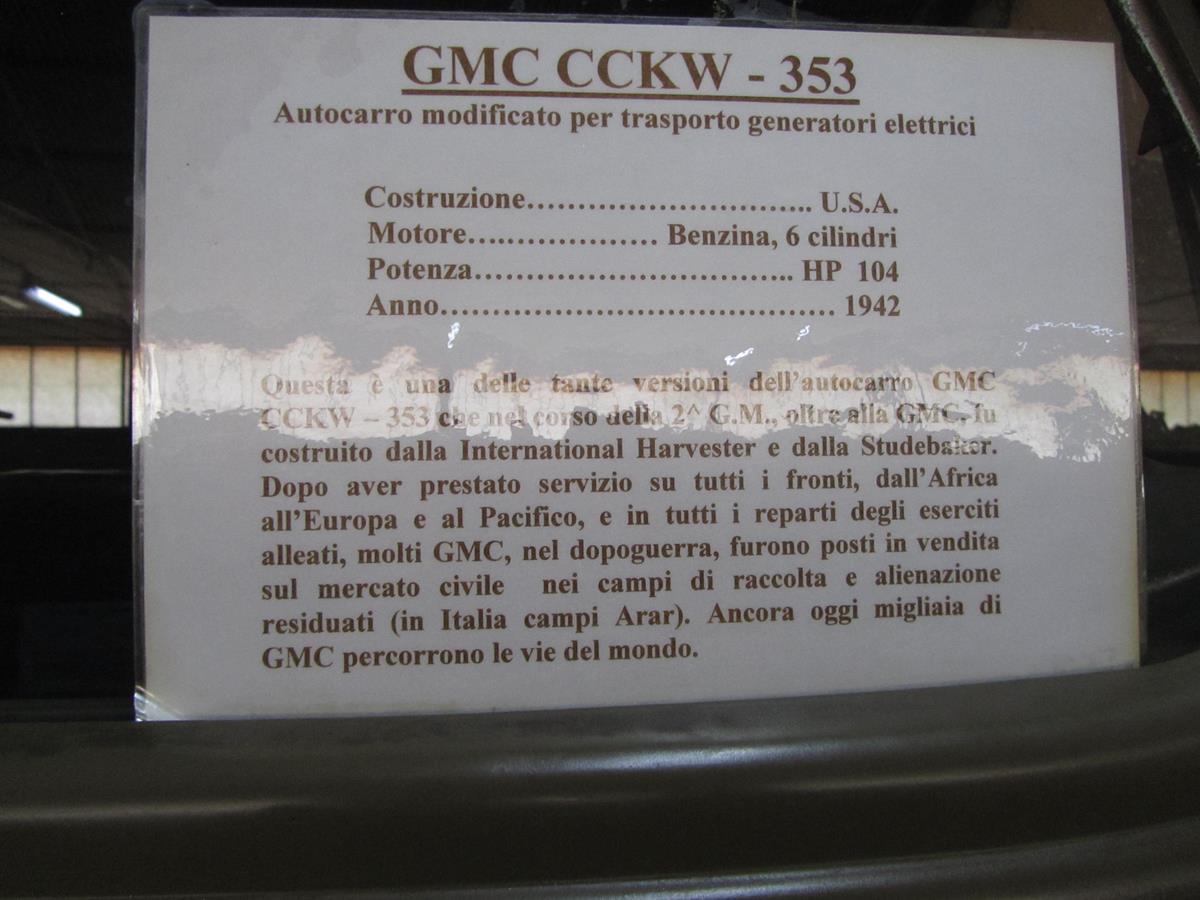 GMC CCKW - 353
Autocarro modificato per trasporto generatori elettrici
Costruzione............................... U.S.A.
Motore........................ Benzina, 6 cilindri
Potenza.................................. HP 104
Anno......................................... 1942
Questa è una delle tante versioni dell'autocarro GMC
CCKW – 353 che nel corso della 2^ G.M., oltre alla GMC, fu
costruito dalla International Harvester e dalla Studebaker.
Dopo aver prestato servizio su tutti i fronti, dall'Africa
all'Europa e al Pacifico, e in tutti i reparti degli eserciti
alleati, molti GMC, nel dopoguerra, furono posti in vendita
sul mercato civile nei campi di raccolta e alienazione
residuati (in Italia campi Arar). Ancora oggi migliaia di
GMC percorrono le vie del mondo.